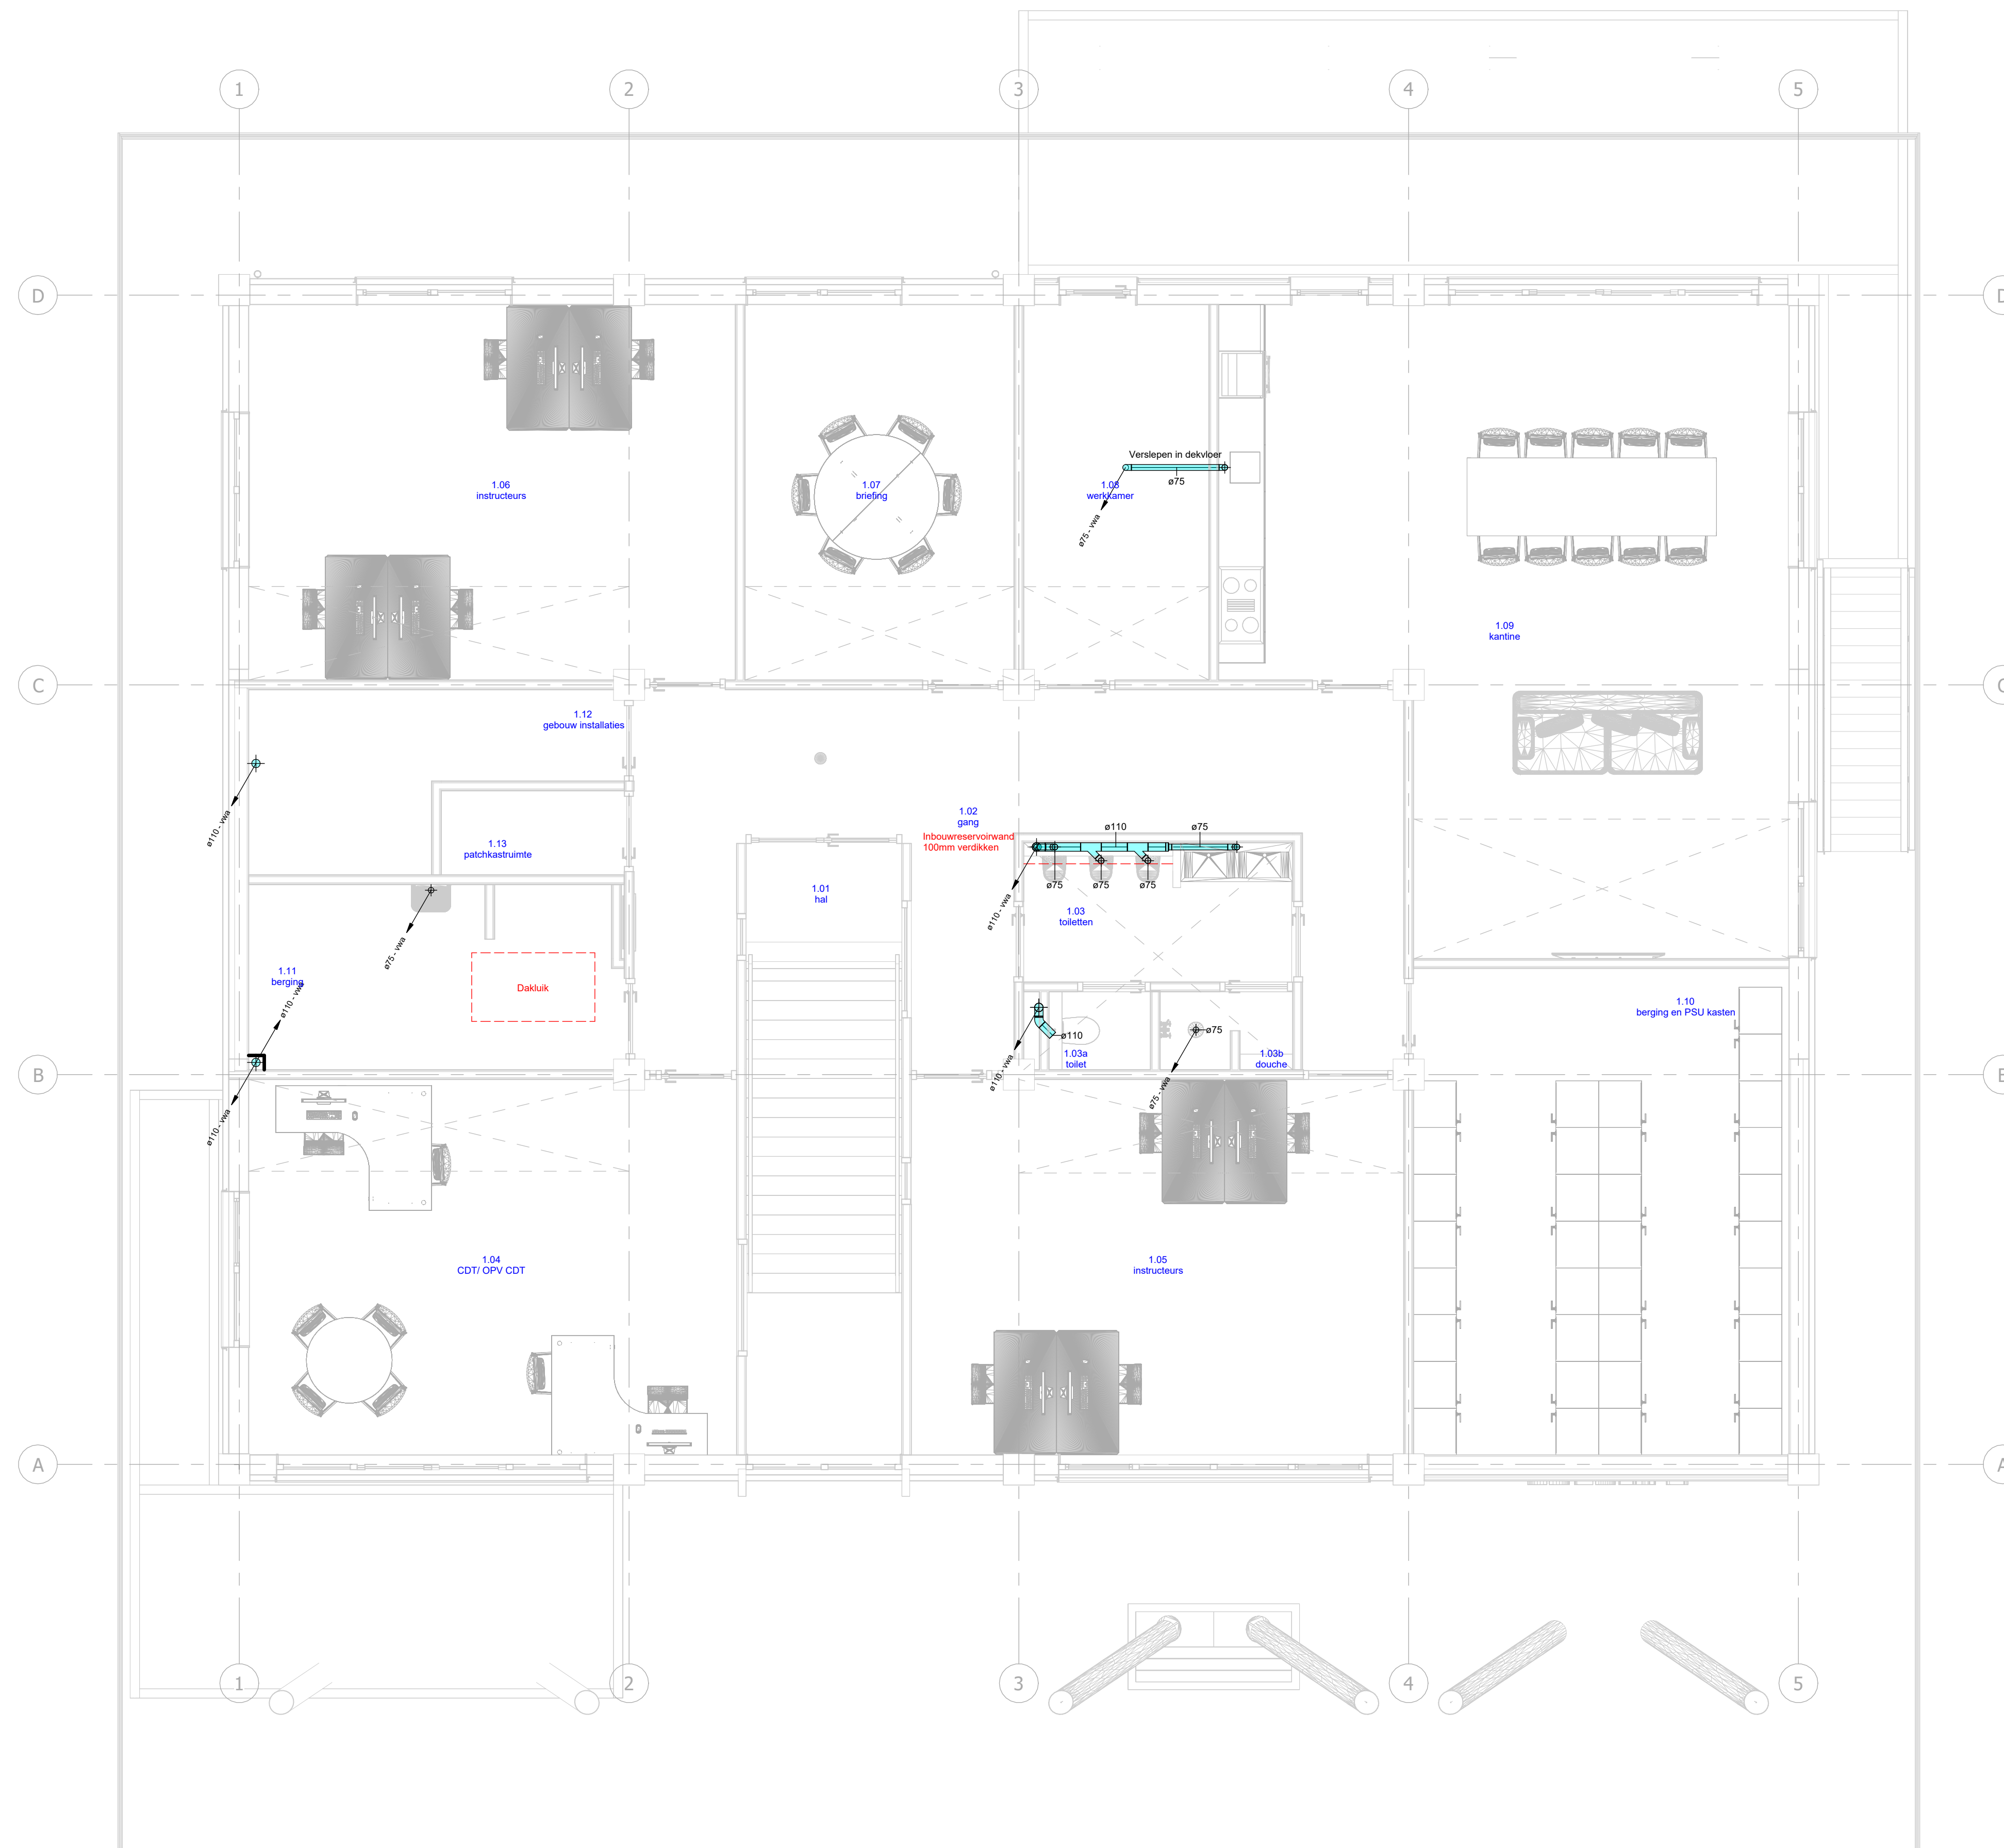 1
2
3
4
5
D
D
Verslepen in dekvloer
ø75
1.06
instructeurs
1.07
briefing
1.08
werkkamer
ø75 - vwa
1.09
kantine
C
C
1.12
gebouw installaties
ø110 - vwa
1.02
gang
Inbouwreservoirwand
100mm verdikken
ø110
ø75
1.13
patchkastruimte
1.01
hal
ø75
ø75
ø75
ø110 - vwa
1.03
toiletten
ø75 - vwa
1.11
berging
ø110 - vwa
Dakluik
1.10
berging en PSU kasten
ø110
ø75
1.03a
toilet
1.03b
douche
ø110 - vwa
ø75 - vwa
B
B
ø110 - vwa
1.04
CDT/ OPV CDT
1.05
instructeurs
A
A
1
2
3
4
5